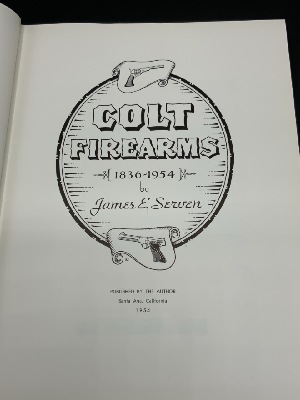 COLT
FIREARMS
1836-1954
by
James E. Serven
PUBLISHED BY THE AUTHOR
Santa Ana, California
1954